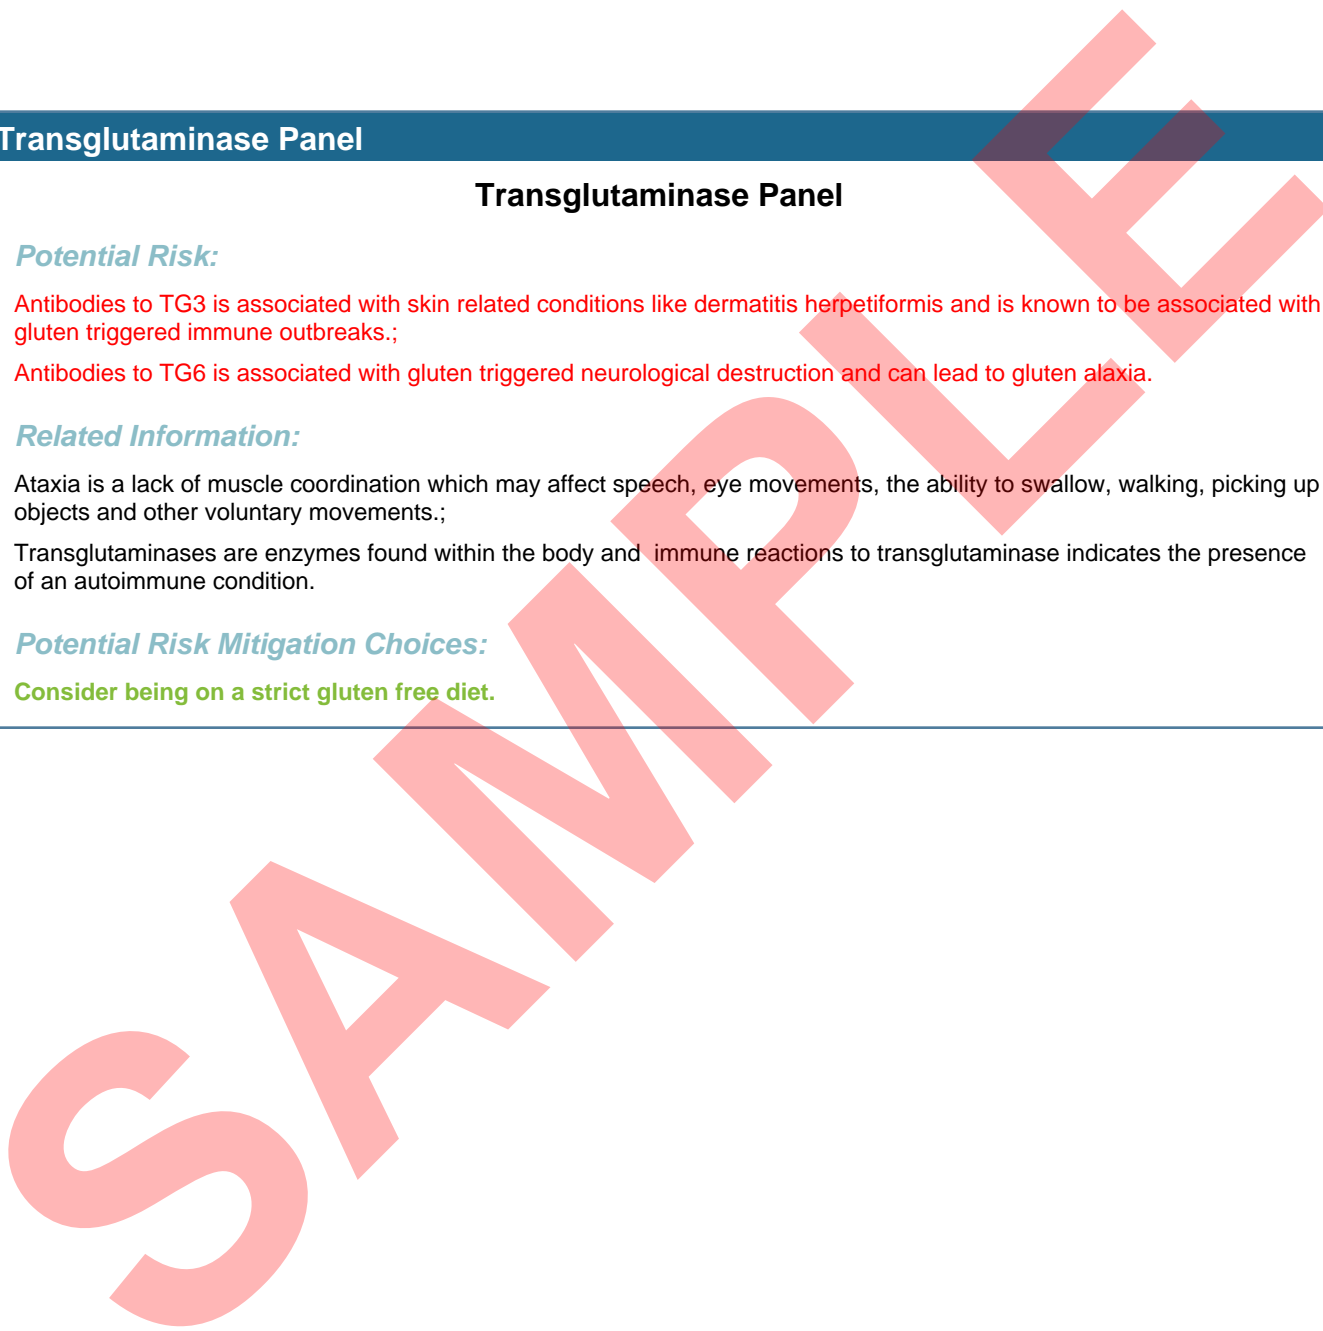 Transglutaminase Panel
Transglutaminase Panel
Potential Risk:
Antibodies to TG3 is associated with skin related conditions like dermatitis herpetiformis and is known to be associated with
gluten triggered immune outbreaks.;
Antibodies to TG6 is associated with gluten triggered neurological destruction and can lead to gluten alaxia.
Related Information:
Ataxia is a lack of muscle coordination which may affect speech, eye movements, the ability to swallow, walking, picking up
objects and other voluntary movements.;
Transglutaminases are enzymes found within the body and  immune reactions to transglutaminase indicates the presence
of an autoimmune condition.
Potential Risk Mitigation Choices:
Consider being on a strict gluten free diet.
SAMPLE